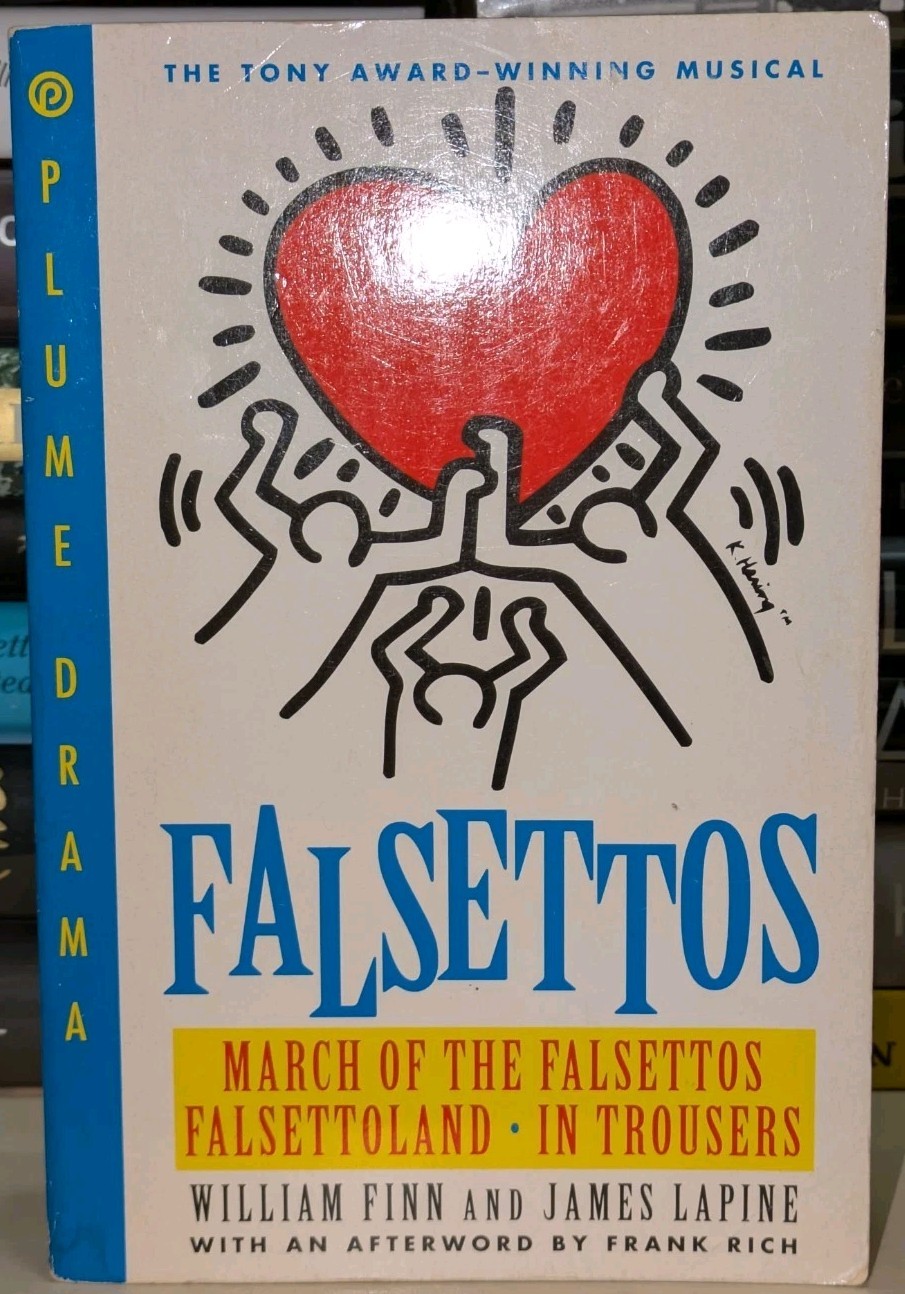 PLUME DRAMA
THE TONY AWARD-WINNING MUSICAL
K. Haring ™
FALSETTOS
MARCH OF THE FALSETTOS
FALSETTOLAND • IN TROUSERS
WILLIAM FINN AND JAMES LAPINE
WITH AN AFTERWORD BY FRANK RICH